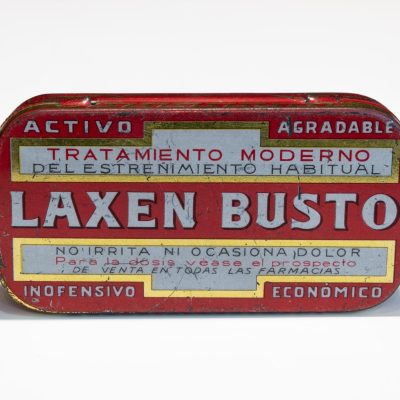 ACTIVO AGRADABLE
TRATAMIENTO MODERNO
DEL ESTREÑIMIENTO HABITUAL
LAXEN BUSTO
NO IRRITA NI OCASIONA DOLOR
Para la dosis véase el prospecto
DE VENTA EN TODAS LAS FARMACIAS
INOFENSIVO ECONÓMICO